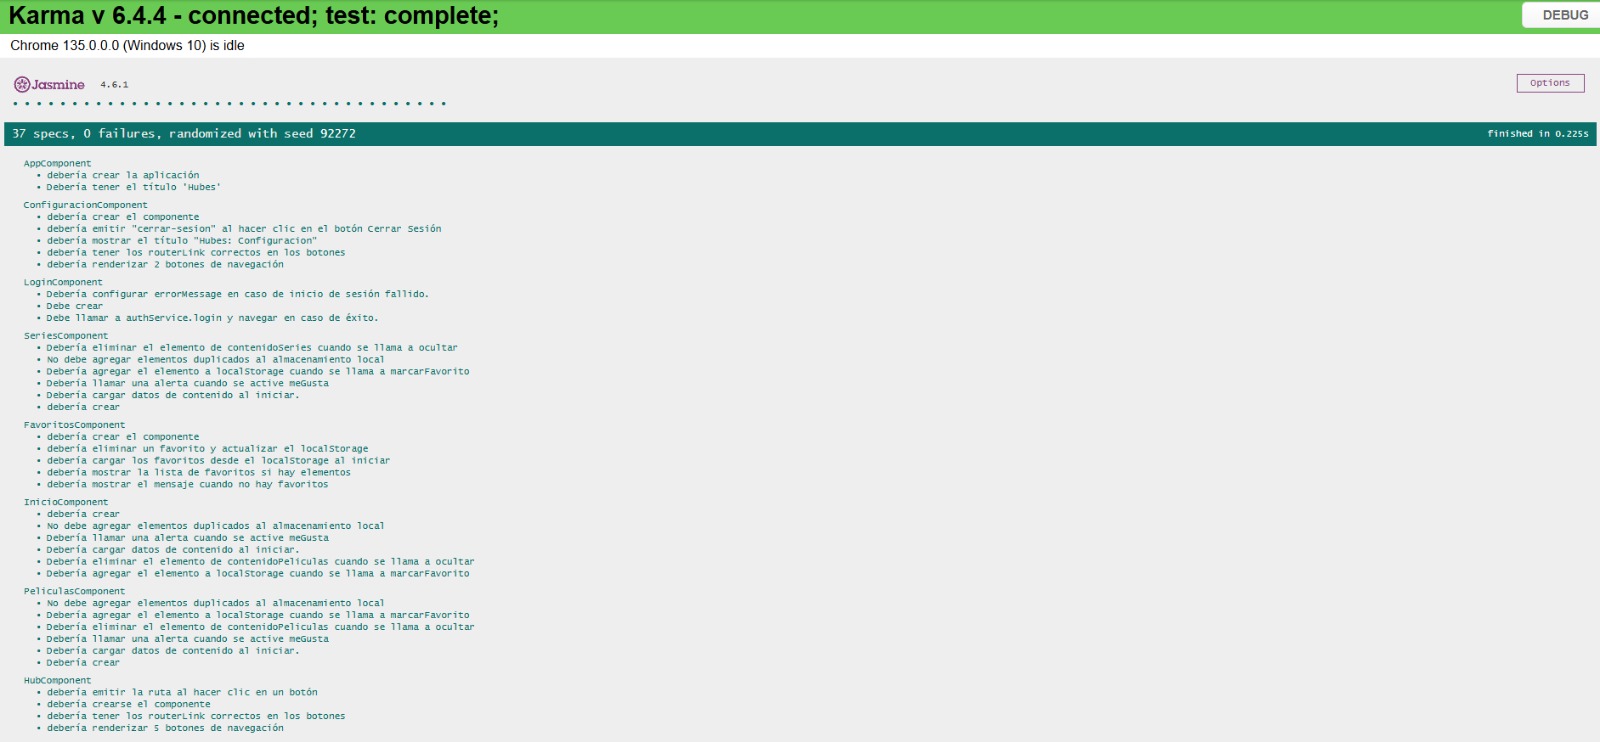 Karma v 6.4.4 - connected; test: complete;
DEBUG
Chrome 135.0.0.0 (Windows 10) is idle
Jasmine 4.6.1
Options
37 specs, 0 failures, randomized with seed 92272
finished in 0.225s
AppComponent
• debería crear la aplicación
• Debería tener el título 'Hubes'
ConfiguracionComponent
• debería crear el componente
• debería emitir "cerrar-sesion" al hacer clic en el botón Cerrar Sesión
• debería mostrar el título "Hubes: Configuracion"
• debería tener los routerLink correctos en los botones
• debería renderizar 2 botones de navegación
LoginComponent
• Debería configurar errorMessage en caso de inicio de sesión fallido.
• Debe crear
• Debe llamar a authService.login y navegar en caso de éxito.
SeriesComponent
• Debería eliminar el elemento de contenidoSeries cuando se llama a ocultar
• No debe agregar elementos duplicados al almacenamiento local
• Debería agregar el elemento a localStorage cuando se llama a marcarFavorito
• Debería llamar una alerta cuando se active meGusta
• Debería cargar datos de contenido al iniciar.
• debería crear
FavoritosComponent
• debería crear el componente
• debería eliminar un favorito y actualizar el localStorage
• debería cargar los favoritos desde el localStorage al iniciar
• debería mostrar la lista de favoritos si hay elementos
• debería mostrar el mensaje cuando no hay favoritos
InicioComponent
• debería crear
• No debe agregar elementos duplicados al almacenamiento local
• Debería llamar una alerta cuando se active meGusta
• Debería cargar datos de contenido al iniciar.
• Debería eliminar el elemento de contenidoPeliculas cuando se llama a ocultar
• Debería agregar el elemento a localStorage cuando se llama a marcarFavorito
PeliculasComponent
• No debe agregar elementos duplicados al almacenamiento local
• Debería agregar el elemento a localStorage cuando se llama a marcarFavorito
• Debería eliminar el elemento de contenidoPeliculas cuando se llama a ocultar
• Debería llamar una alerta cuando se active meGusta
• Debería cargar datos de contenido al iniciar.
• Debería crear
HubComponent
• debería emitir la ruta al hacer clic en un botón
• debería crearse el componente
• debería tener los routerLink correctos en los botones
• debería renderizar 5 botones de navegación